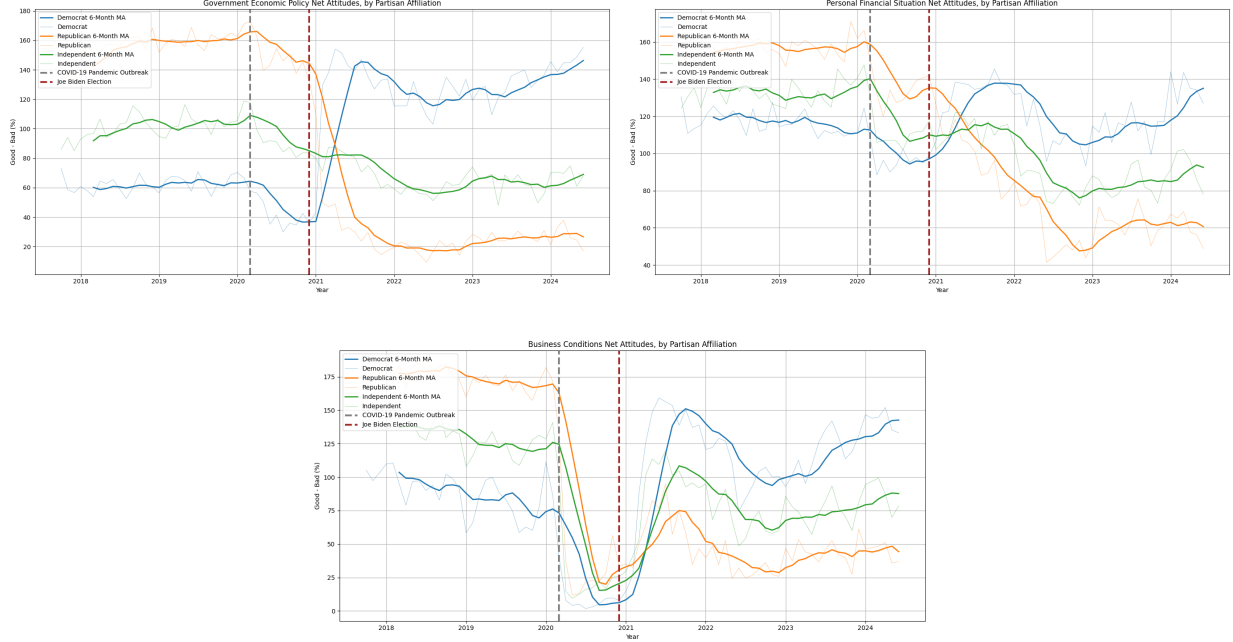 Government Economic Policy Net Attitudes, by Partisan Affiliation
Democrat 6-Month MA
Democrat
Republican 6-Month MA
Republican
Independent 6-Month MA
Independent
COVID-19 Pandemic Outbreak
Joe Biden Election
Good - Bad (%)
180
160
140
120
100
80
60
40
20
2018
2019
2020
2021
2022
2023
2024
Year
Personal Financial Situation Net Attitudes, by Partisan Affiliation
Democrat 6-Month MA
Democrat
Republican 6-Month MA
Republican
Independent 6-Month MA
Independent
COVID-19 Pandemic Outbreak
Joe Biden Election
Good - Bad (%)
160
140
120
100
80
60
40
2018
2019
2020
2021
2022
2023
2024
Year
Business Conditions Net Attitudes, by Partisan Affiliation
Democrat 6-Month MA
Democrat
Republican 6-Month MA
Republican
Independent 6-Month MA
Independent
COVID-19 Pandemic Outbreak
Joe Biden Election
Good - Bad (%)
175
150
125
100
75
50
25
0
2018
2019
2020
2021
2022
2023
2024
Year